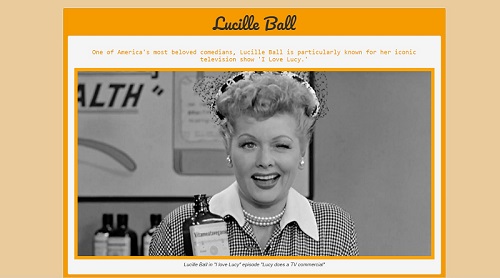 Lucille Ball
One of America's most beloved comedians, Lucille Ball is particularly known for her iconic
television show 'I Love Lucy.'
ALTH"
Vitameatavegamin
Lucille Ball in "I love Lucy" episode "Lucy does a TV commercial"